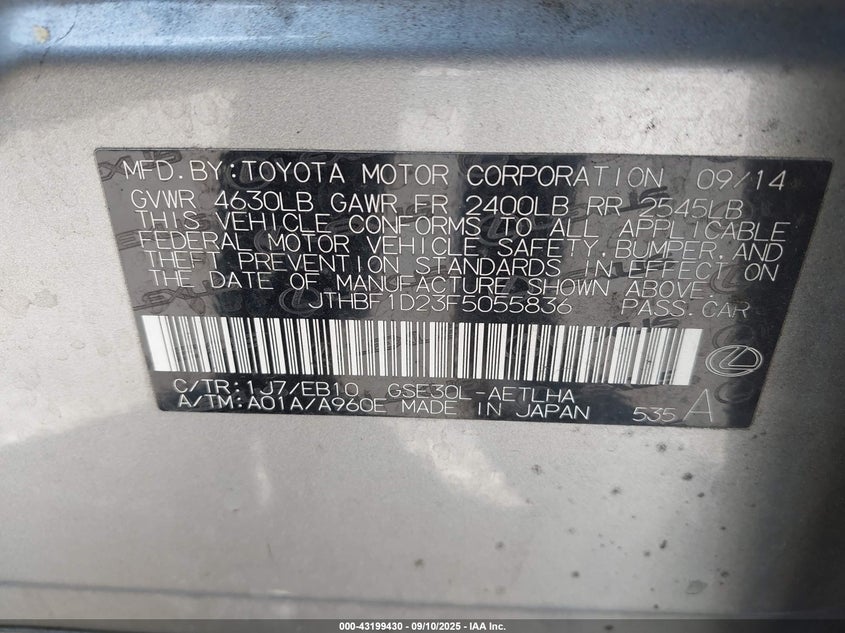 MFD.BY:TOYOTA MOTOR CORPORATION 09/14
GVWR 4630LB GAWR FR 2400LB RR 2545LB
THIS VEHICLE CONFORMS TO ALL APPLICABLE
FEDERAL MOTOR VEHICLE SAFETY,BUMPER,AND
THEFT PREVENTION STANDARDS IN EFFECT ON
THE DATE OF MANUFACTURE SHOWN ABOVE.
JTHBF1D23F5055836 PASS.CAR
C/TR:1J7/EB10 GSE30L-AETLHA
A/TM:A01A/A960E MADE IN JAPAN 535 A
000-43199430 - 09/10/2025 - IAA Inc.